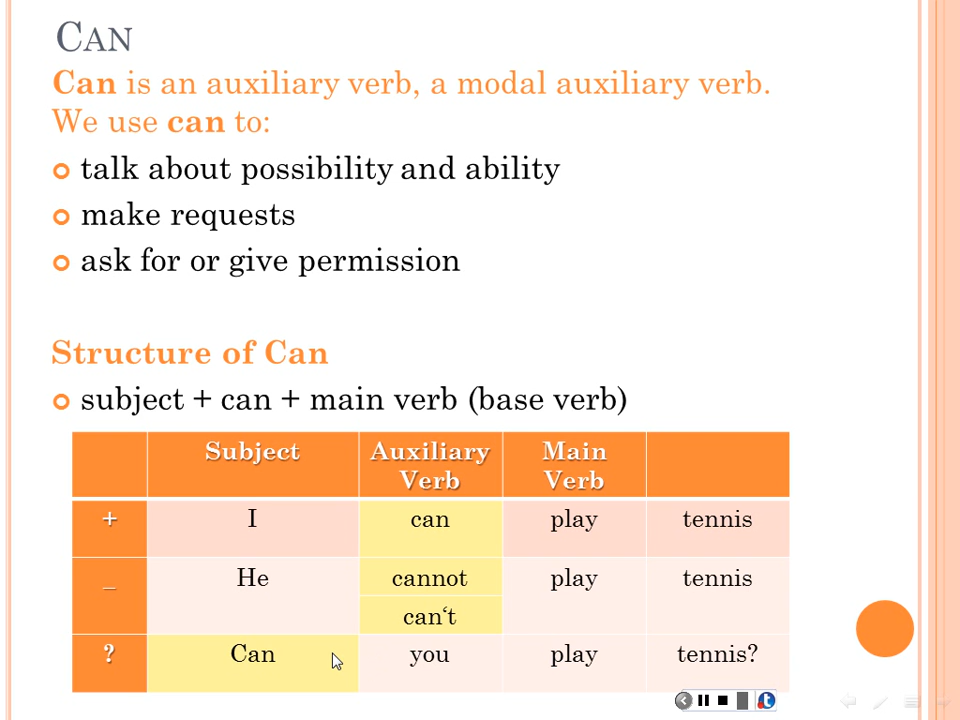 CAN
Can is an auxiliary verb, a modal auxiliary verb.
We use can to:
talk about possibility and ability
make requests
ask for or give permission
Structure of Can
subject + can + main verb (base verb)
Subject Auxiliary Verb Main Verb
+ I can play tennis
_ He cannot play tennis
can‘t
? Can you play tennis?
t